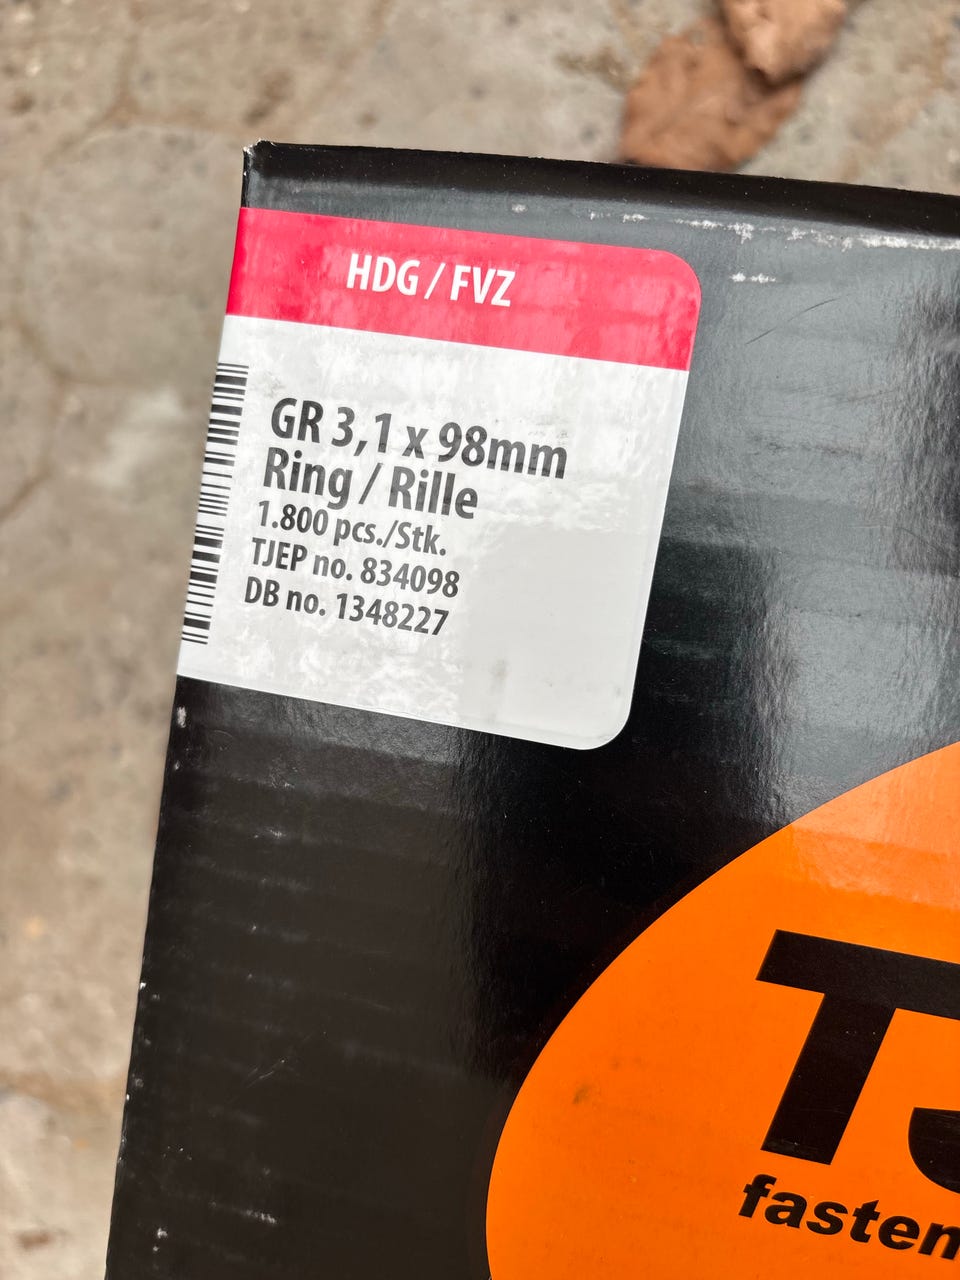 HDG / FVZ
GR 3,1 x 98mm
Ring / Rille
1.800 pcs./Stk.
TJEP no. 834098
DB no. 1348227
TJ
fasten